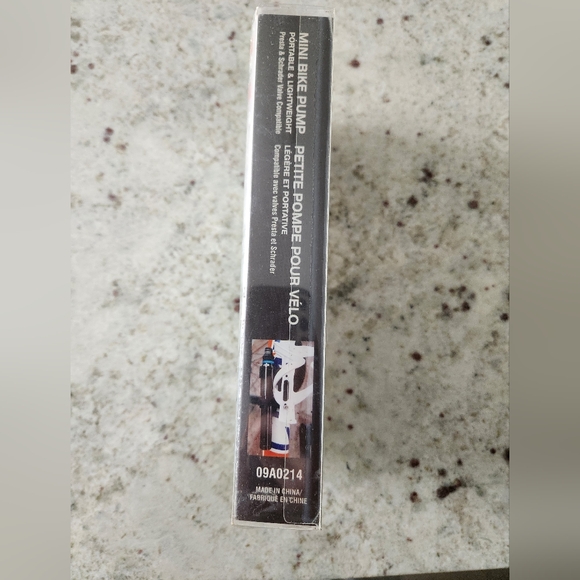 MINI BIKE PUMP
PORTABLE & LIGHTWEIGHT
Presta & Schrader Valve Compatible
PETITE POMPE POUR VÉLO
LÉGÈRE ET PORTATIVE
Compatible avec valves Presta et Schrader
09A0214
MADE IN CHINA/
FABRIQUÉ EN CHINE